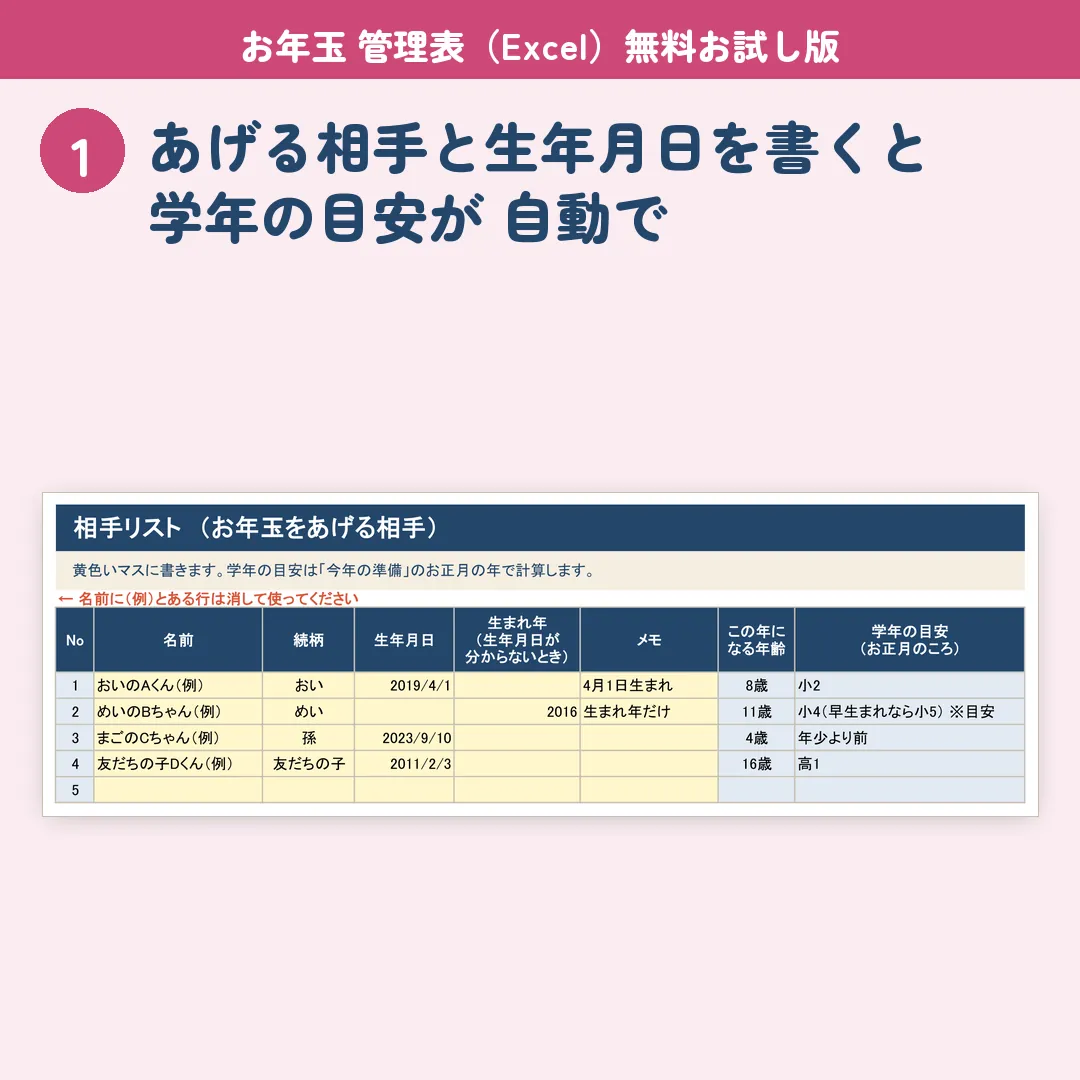 お年玉 管理表（Excel）無料お試し版
1
あげる相手と生年月日を書くと
学年の目安が 自動で
相手リスト （お年玉をあげる相手）
黄色いマスに書きます。学年の目安は「今年の準備」のお正月の年で計算します。
← 名前に（例）とある行は消して使ってください
No 名前 続柄 生年月日 生まれ年（生年月日が分からないとき） メモ この年になる年齢 学年の目安（お正月のころ）
1 おいのAくん（例） おい 2019/4/1 4月1日生まれ 8歳 小2
2 めいのBちゃん（例） めい 2016 生まれ年だけ 11歳 小4（早生まれなら小5） ※目安
3 まごのCちゃん（例） 孫 2023/9/10 4歳 年少より前
4 友だちの子Dくん（例） 友だちの子 2011/2/3 16歳 高1
5